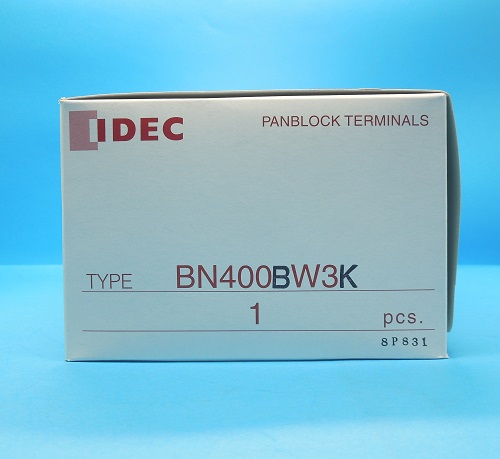 IDEC
PANBLOCK TERMINALS
TYPE BN400BW3K
1 pcs.
8P831